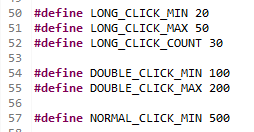 50 #define LONG_CLICK_MIN 20
51 #define LONG_CLICK_MAX 50
52 #define LONG_CLICK_COUNT 30
53
54 #define DOUBLE_CLICK_MIN 100
55 #define DOUBLE_CLICK_MAX 200
56
57 #define NORMAL_CLICK_MIN 500